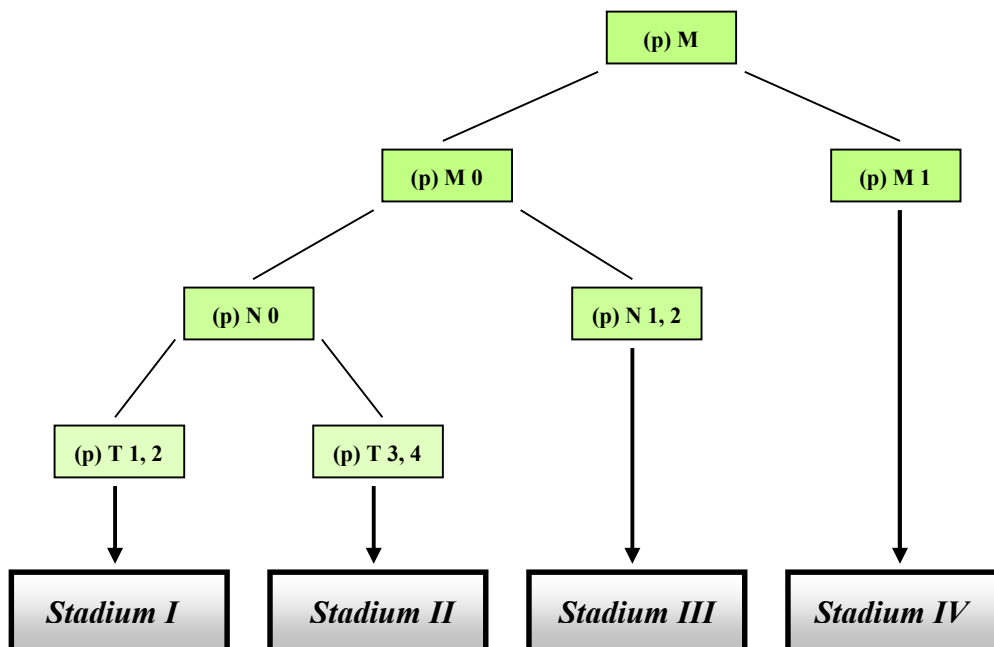 (p) M
(p) M 0
(p) M 1
(p) N 0
(p) N 1, 2
(p) T 1, 2
(p) T 3, 4
Stadium I
Stadium II
Stadium III
Stadium IV